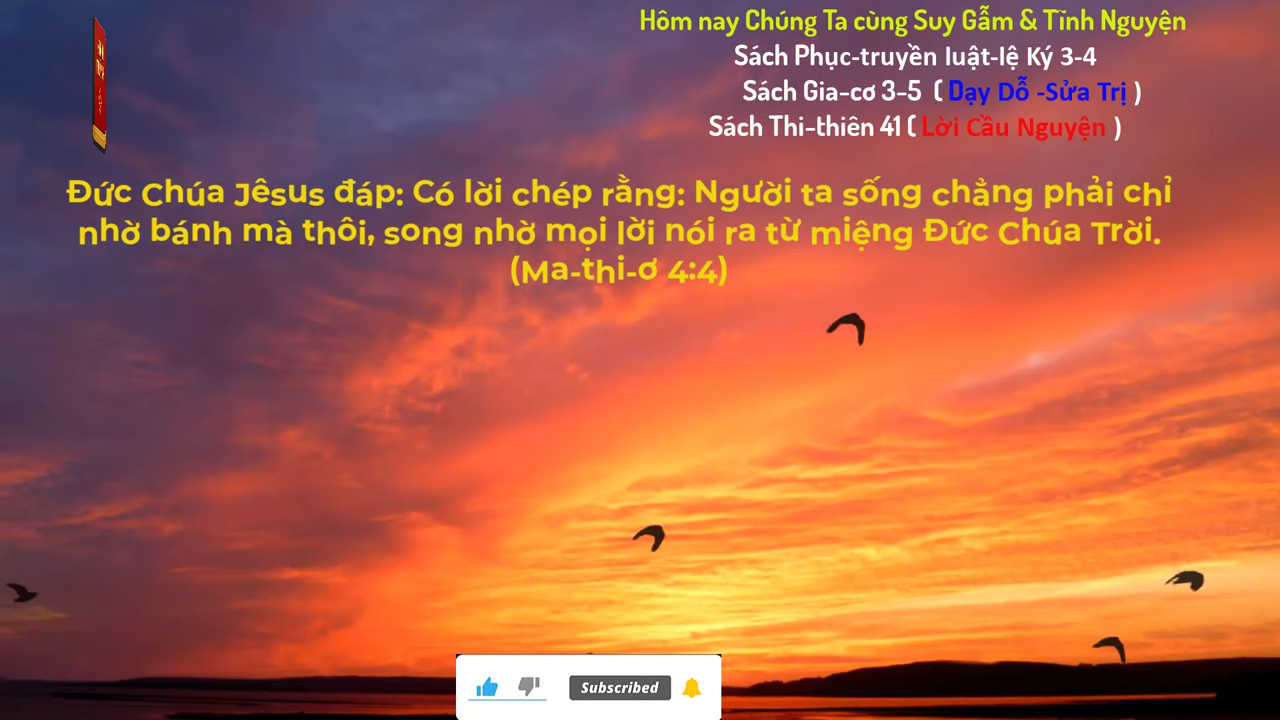 Hôm nay Chúng Ta cùng Suy Gẫm & Tĩnh Nguyện
Sách Phục-truyền luật-lệ Ký 3-4
Sách Gia-cơ 3-5 ( Dạy Dỗ -Sửa Trị )
Sách Thi-thiên 41 ( Lời Cầu Nguyện )
Đức Chúa Jêsus đáp: Có lời chép rằng: Người ta sống chẳng phải chỉ
nhờ bánh mà thôi, song nhờ mọi lời nói ra từ miệng Đức Chúa Trời.
(Ma-thi-ơ 4:4)
Subscribed